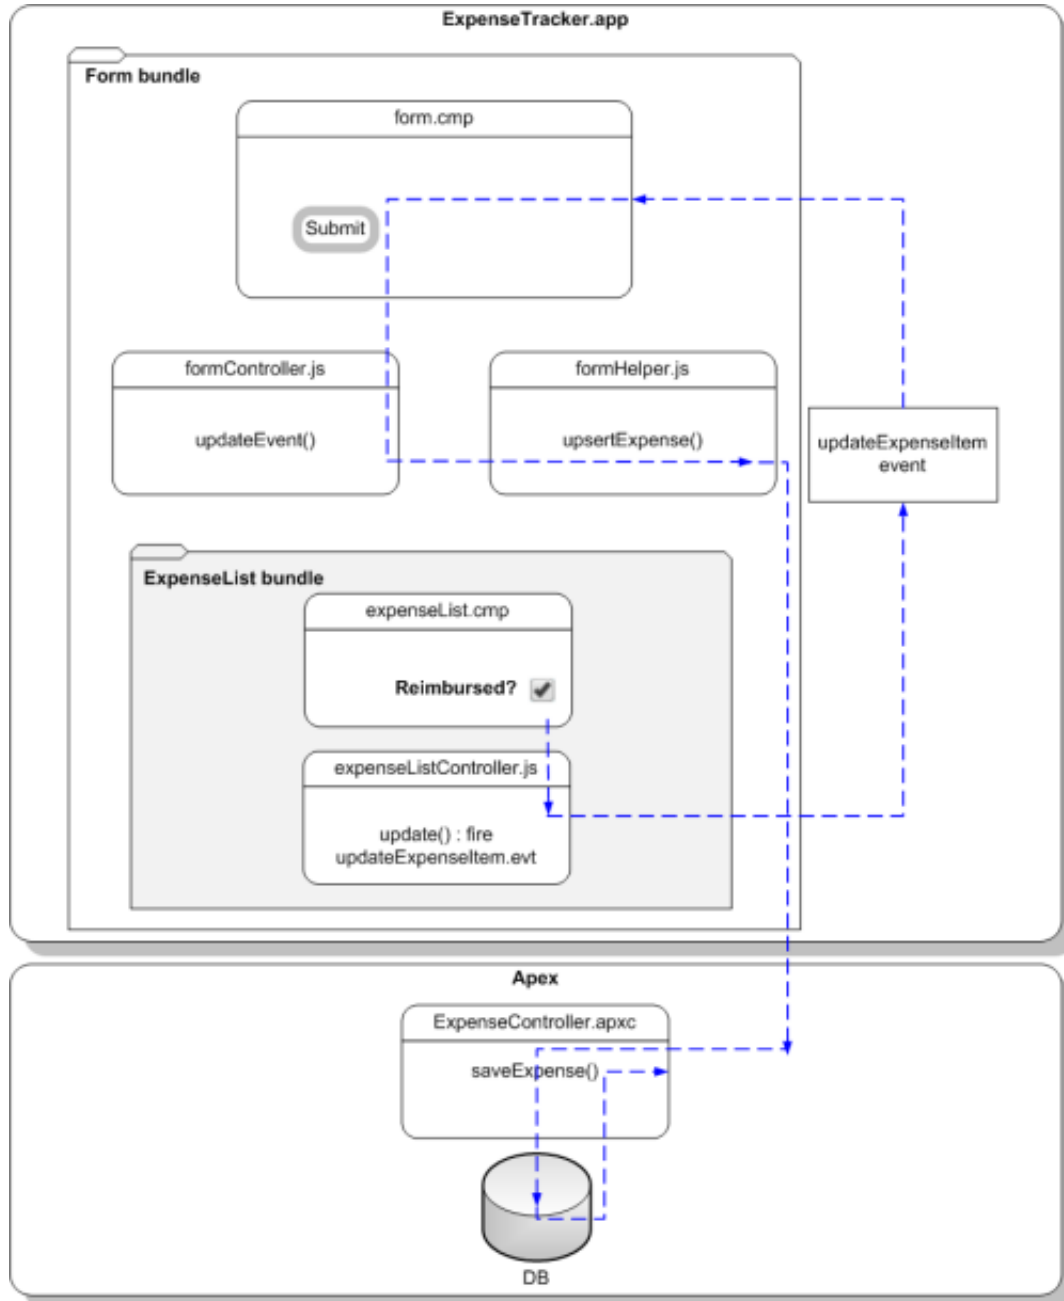 ExpenseTracker.app
Form bundle
form.cmp
Submit
formController.js
updateEvent()
formHelper.js
upsertExpense()
updateExpenseItem
event
ExpenseList bundle
expenseList.cmp
Reimbursed?
expenseListController.js
update() : fire
updateExpenseItem.evt
Apex
ExpenseController.apxc
saveExpense()
DB